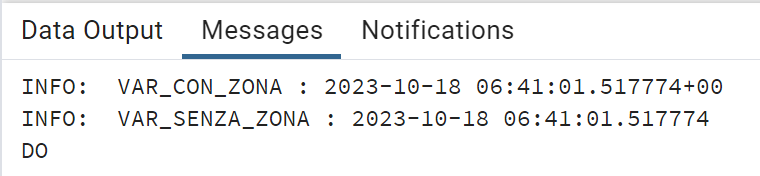 Data Output Messages Notifications
INFO:  VAR_CON_ZONA : 2023-10-18 06:41:01.517774+00
INFO:  VAR_SENZA_ZONA : 2023-10-18 06:41:01.517774
DO